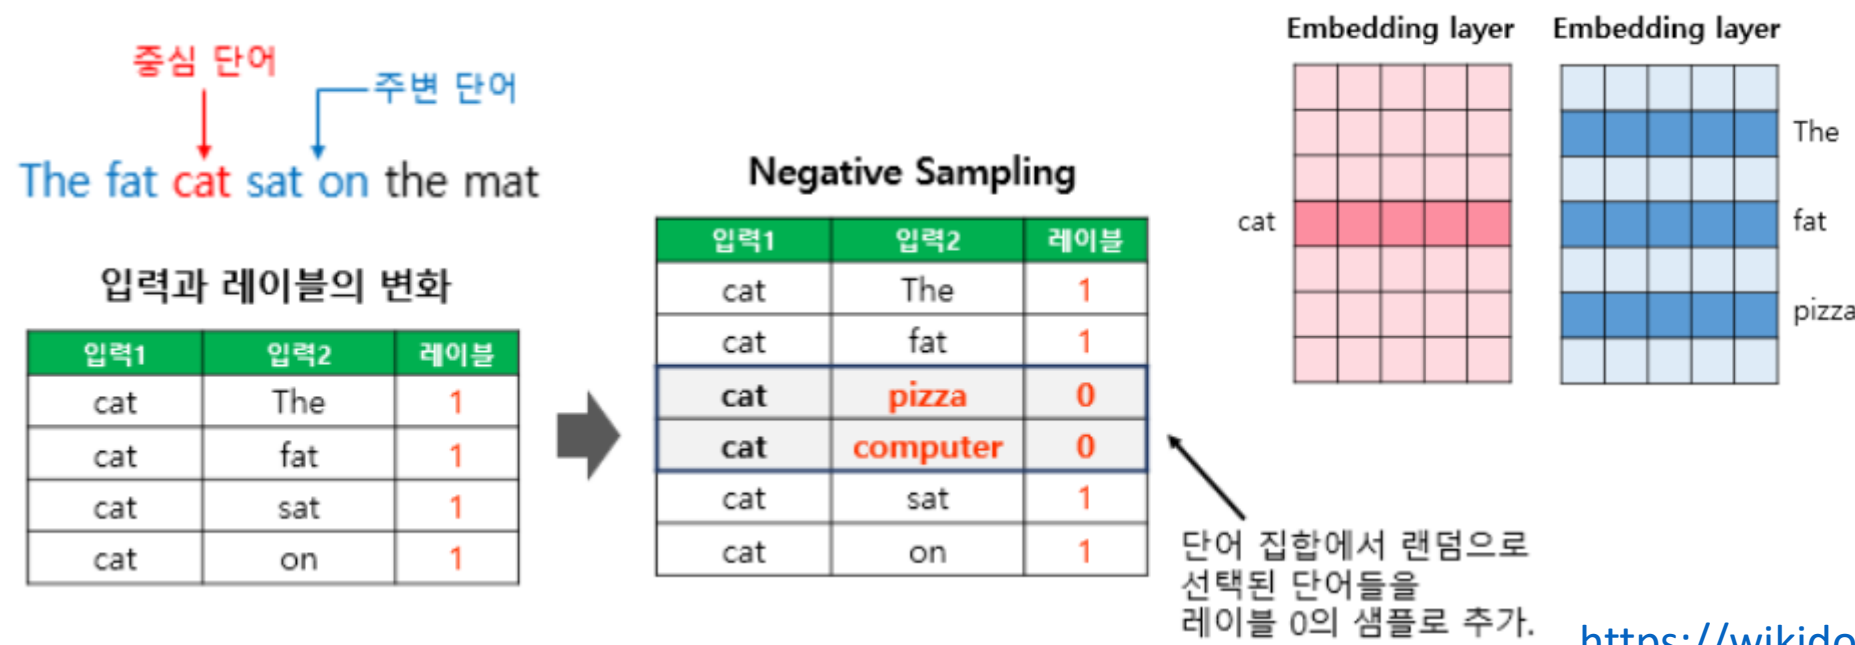 중심 단어
주변 단어
The fat cat sat on the mat
입력과 레이블의 변화
입력1 입력2 레이블
cat The 1
cat fat 1
cat sat 1
cat on 1
Negative Sampling
입력1 입력2 레이블
cat The 1
cat fat 1
cat pizza 0
cat computer 0
cat sat 1
cat on 1
단어 집합에서 랜덤으로
선택된 단어들을
레이블 0의 샘플로 추가.
Embedding layer
Embedding layer
cat
The
fat
pizza
https://wikido